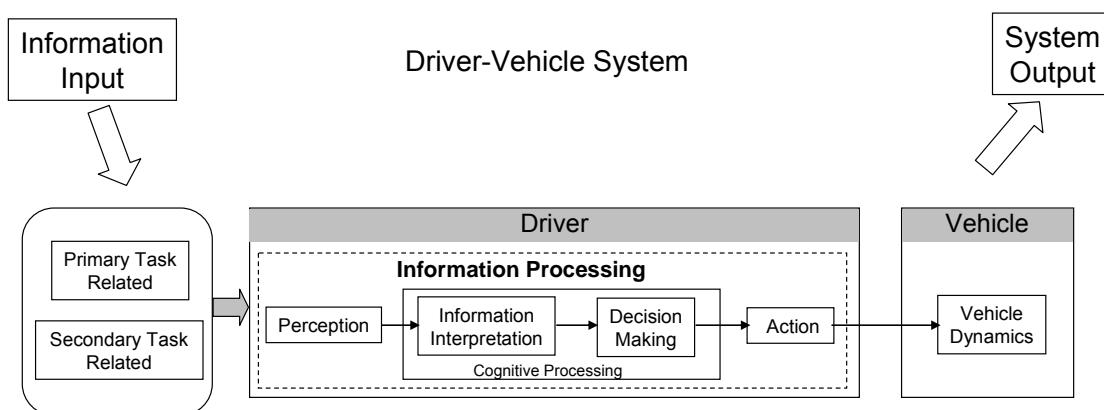 Information
Input
Driver-Vehicle System
System
Output
Primary Task
Related
Secondary Task
Related
Driver
Information Processing
Perception
Information
Interpretation
Decision
Making
Cognitive Processing
Action
Vehicle
Vehicle
Dynamics